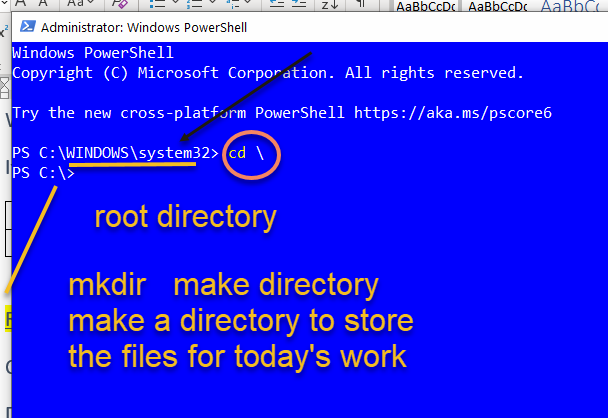 AaBbCcDc AaBbCcDc AaBbC
Administrator: Windows PowerShell
Windows PowerShell
Copyright (C) Microsoft Corporation. All rights reserved.
Try the new cross-platform PowerShell https://aka.ms/pscore6
PS C:\WINDOWS\system32> cd \
PS C:\>
root directory
mkdir make directory
make a directory to store
the files for today's work